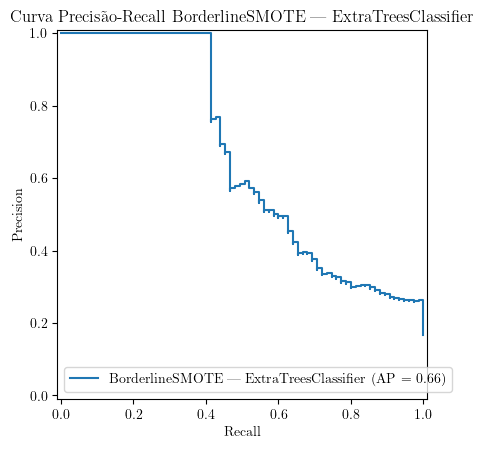 Curva Precisão-Recall BorderlineSMOTE — ExtraTreesClassifier
1.0
0.8
0.6
0.4
0.2
0.0
Precision
BorderlineSMOTE — ExtraTreesClassifier (AP = 0.66)
0.0 0.2 0.4 0.6 0.8 1.0
Recall